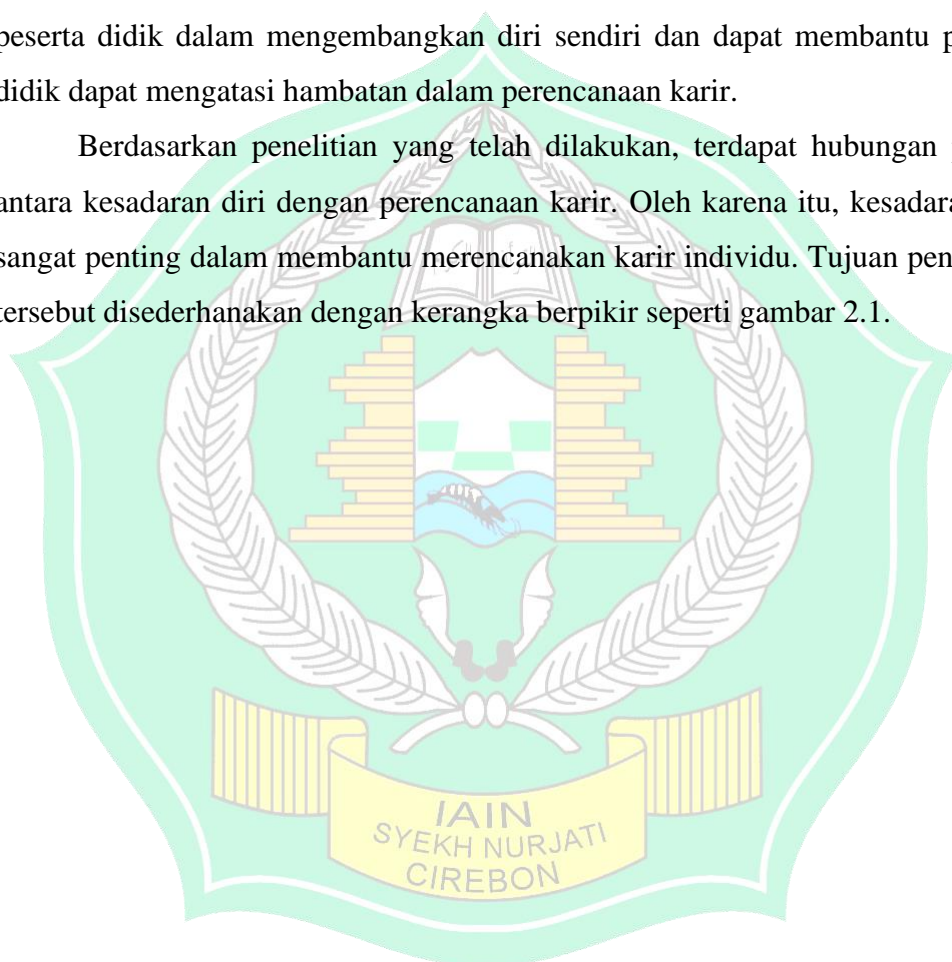 peserta didik dalam mengembangkan diri sendiri dan dapat membantu
didik dapat mengatasi hambatan dalam perencanaan karir.
Berdasarkan penelitian yang telah dilakukan, terdapat hubungan
antara kesadaran diri dengan perencanaan karir. Oleh karena itu,
sangat penting dalam membantu merencanakan karir individu. Tujuan
tersebut disederhanakan dengan kerangka berpikir seperti gambar 2.1.
IAIN
SYEKH NURJATI
CIREBON